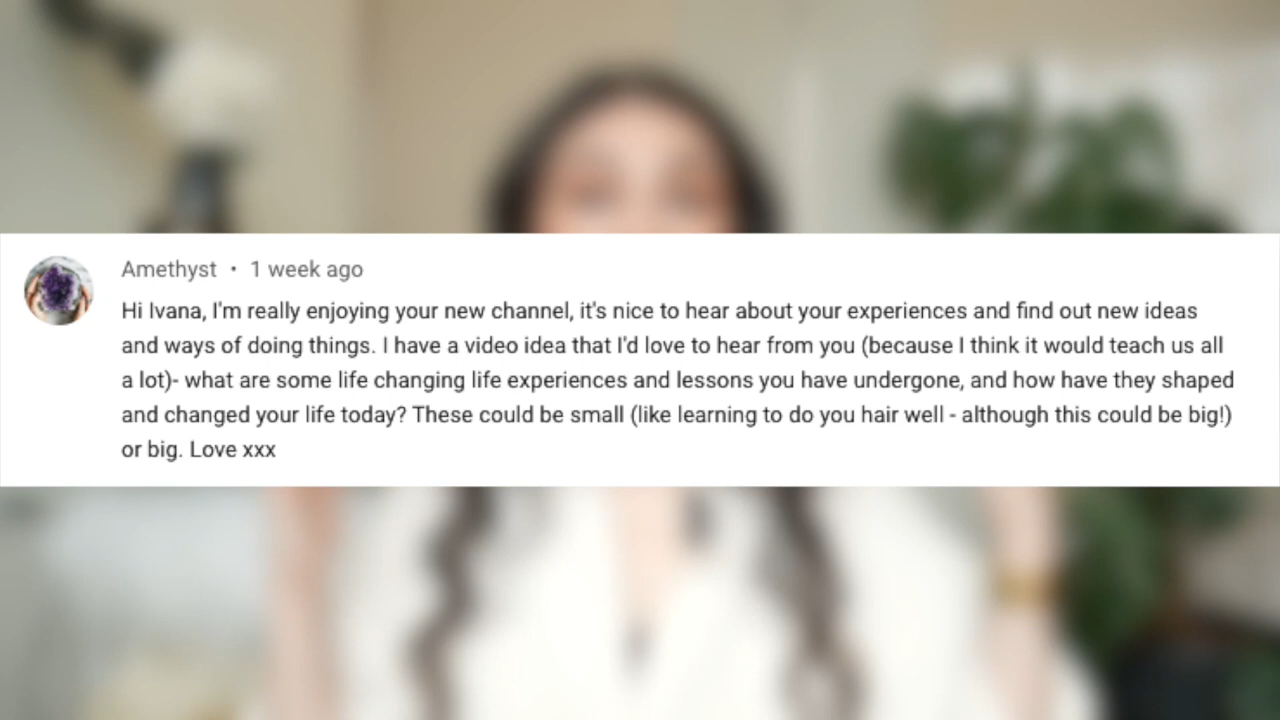 Amethyst • 1 week ago
Hi Ivana, I'm really enjoying your new channel, it's nice to hear about your experiences and find out new ideas
and ways of doing things. I have a video idea that I'd love to hear from you (because I think it would teach us all
a lot)- what are some life changing life experiences and lessons you have undergone, and how have they shaped
and changed your life today? These could be small (like learning to do you hair well - although this could be big!)
or big. Love xxx